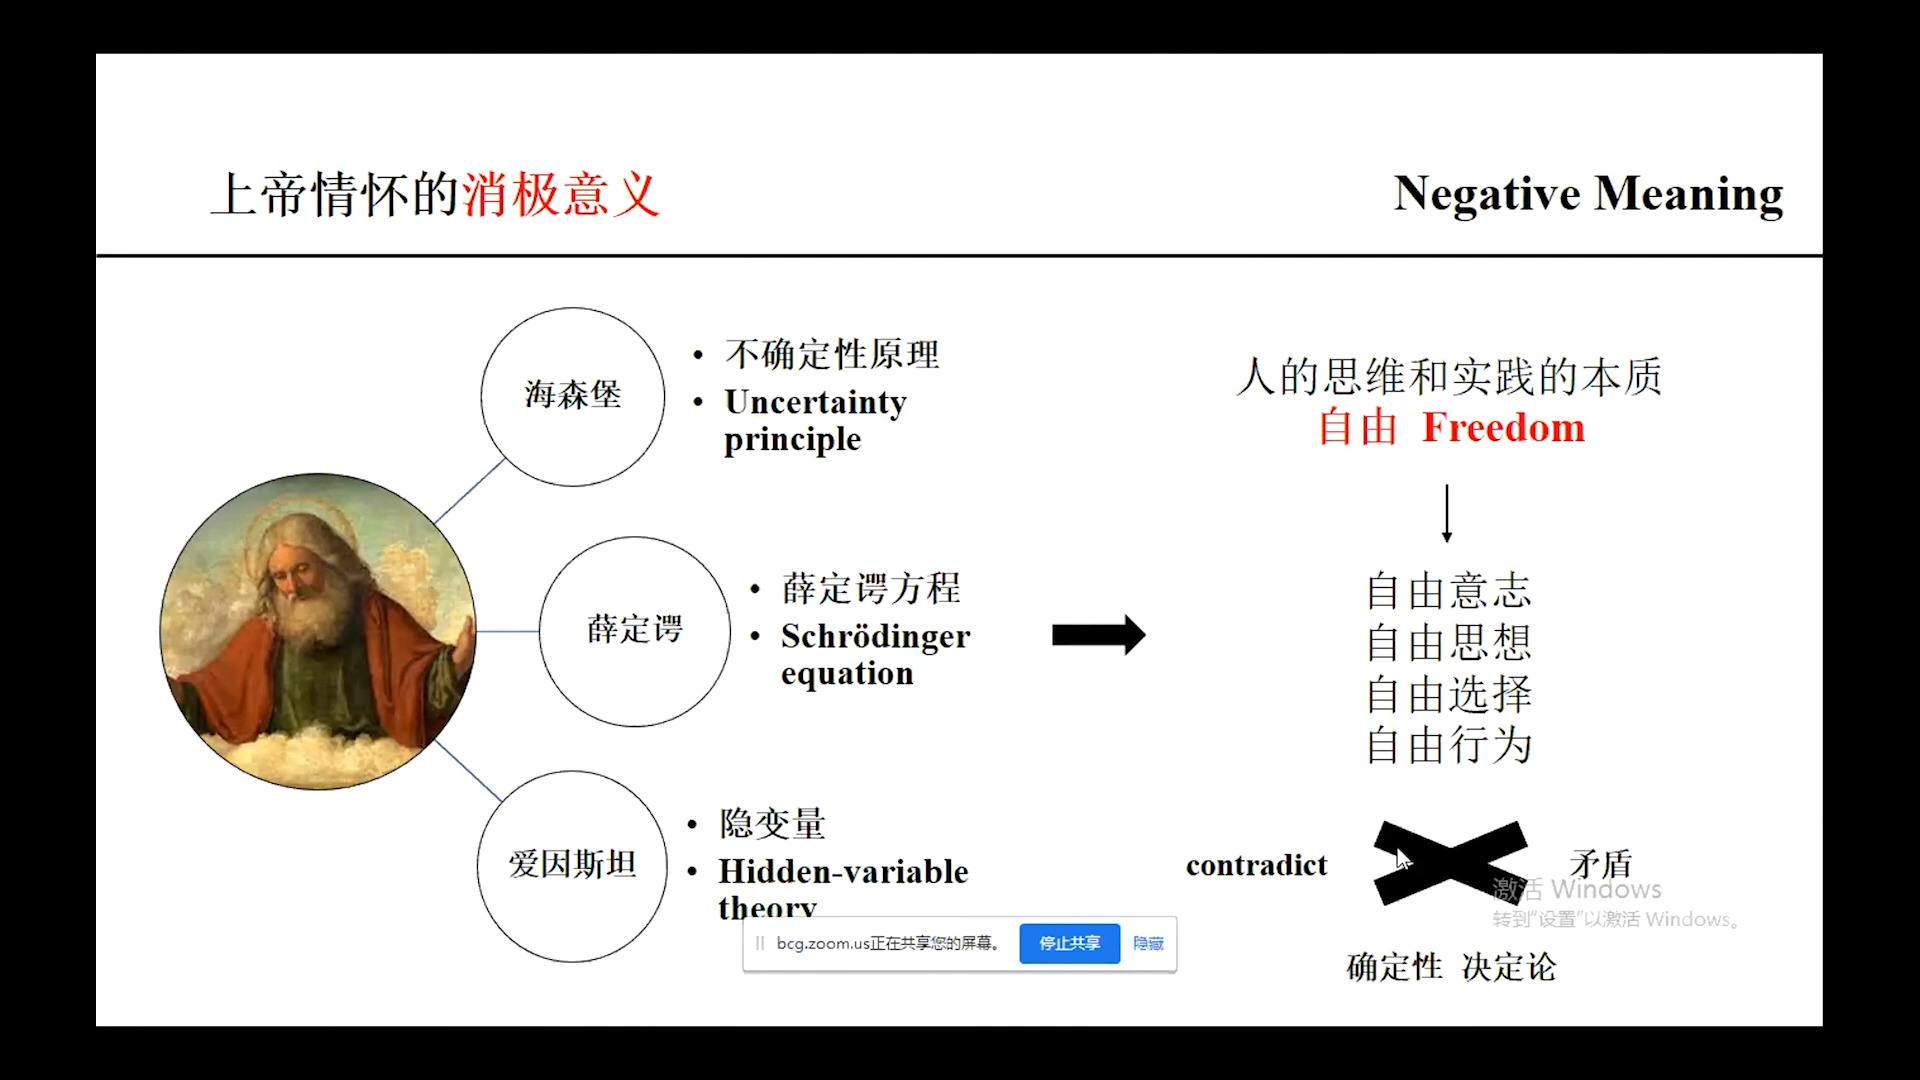 上帝情怀的消极意义
Negative Meaning
海森堡
不确定性原理
Uncertainty
principle
薛定谔
薛定谔方程
Schrödinger
equation
爱因斯坦
隐变量
Hidden-variable
theory
人的思维和实践的本质
自由 Freedom
自由意志
自由思想
自由选择
自由行为
contradict
矛盾
确定性 决定论
激活 Windows
转到“设置”以激活 Windows。
bcg.zoom.us正在共享您的屏幕。
停止共享
隐藏